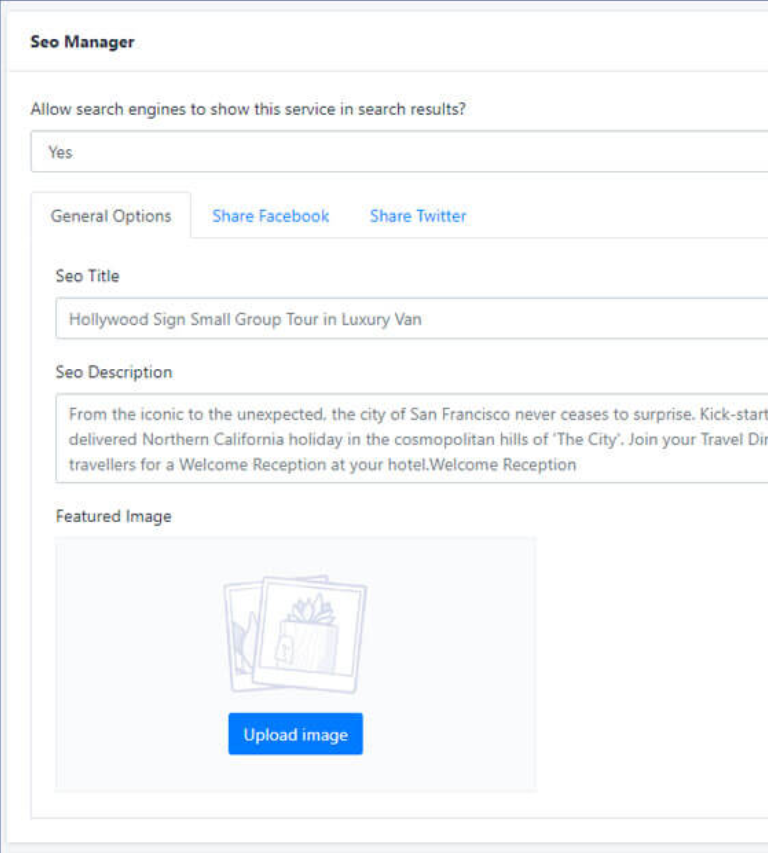 Seo Manager
Allow search engines to show this service in search results?
Yes
General Options Share Facebook Share Twitter
Seo Title
Hollywood Sign Small Group Tour in Luxury Van
Seo Description
From the iconic to the unexpected, the city of San Francisco never ceases to surprise. Kick-start
delivered Northern California holiday in the cosmopolitan hills of 'The City'. Join your Travel
travellers for a Welcome Reception at your hotel.Welcome Reception
Featured Image
Upload image